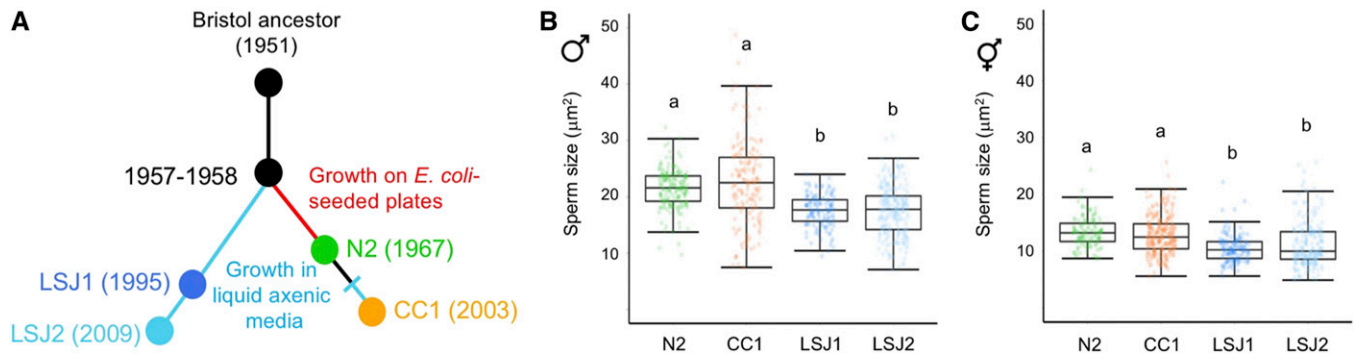 A
Bristol ancestor
(1951)
1957-1958
Growth on E. coli-
seeded plates
N2 (1967)
LSJ1 (1995)
Growth in
liquid axenic
media
CC1 (2003)
LSJ2 (2009)
B
♂
Sperm size (μm²)
50
40
30
20
10
a
a
b
b
N2
CC1
LSJ1
LSJ2
C
⚥
Sperm size (μm²)
50
40
30
20
10
a
a
b
b
N2
CC1
LSJ1
LSJ2